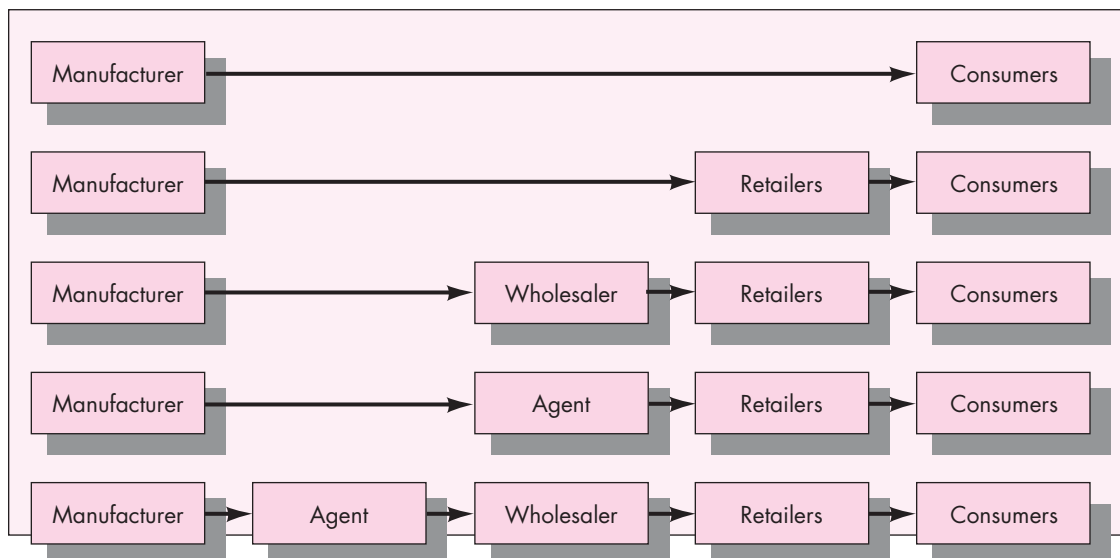 Manufacturer Consumers
Manufacturer Retailers Consumers
Manufacturer Wholesaler Retailers Consumers
Manufacturer Agent Retailers Consumers
Manufacturer Agent Wholesaler Retailers Consumers